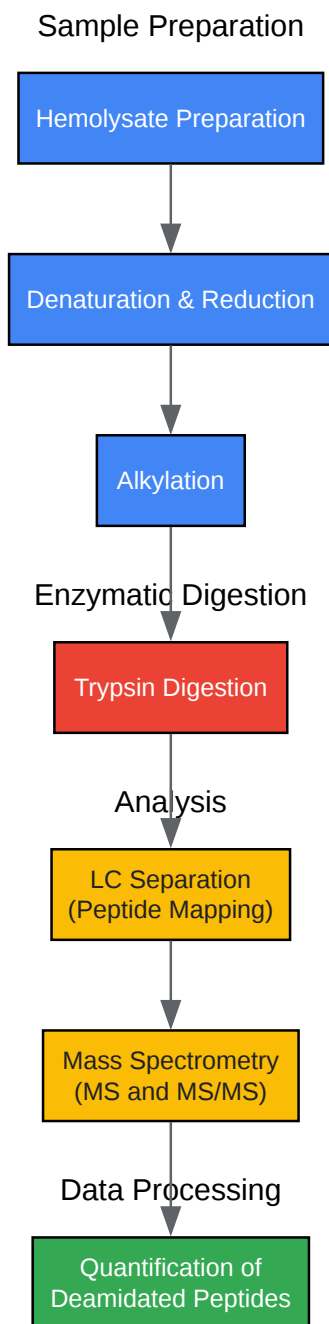 Sample Preparation
Hemolysate Preparation
Denaturation & Reduction
Alkylation
Enzymatic Digestion
Trypsin Digestion
Analysis
LC Separation
(Peptide Mapping)
Mass Spectrometry
(MS and MS/MS)
Data Processing
Quantification of
Deamidated Peptides